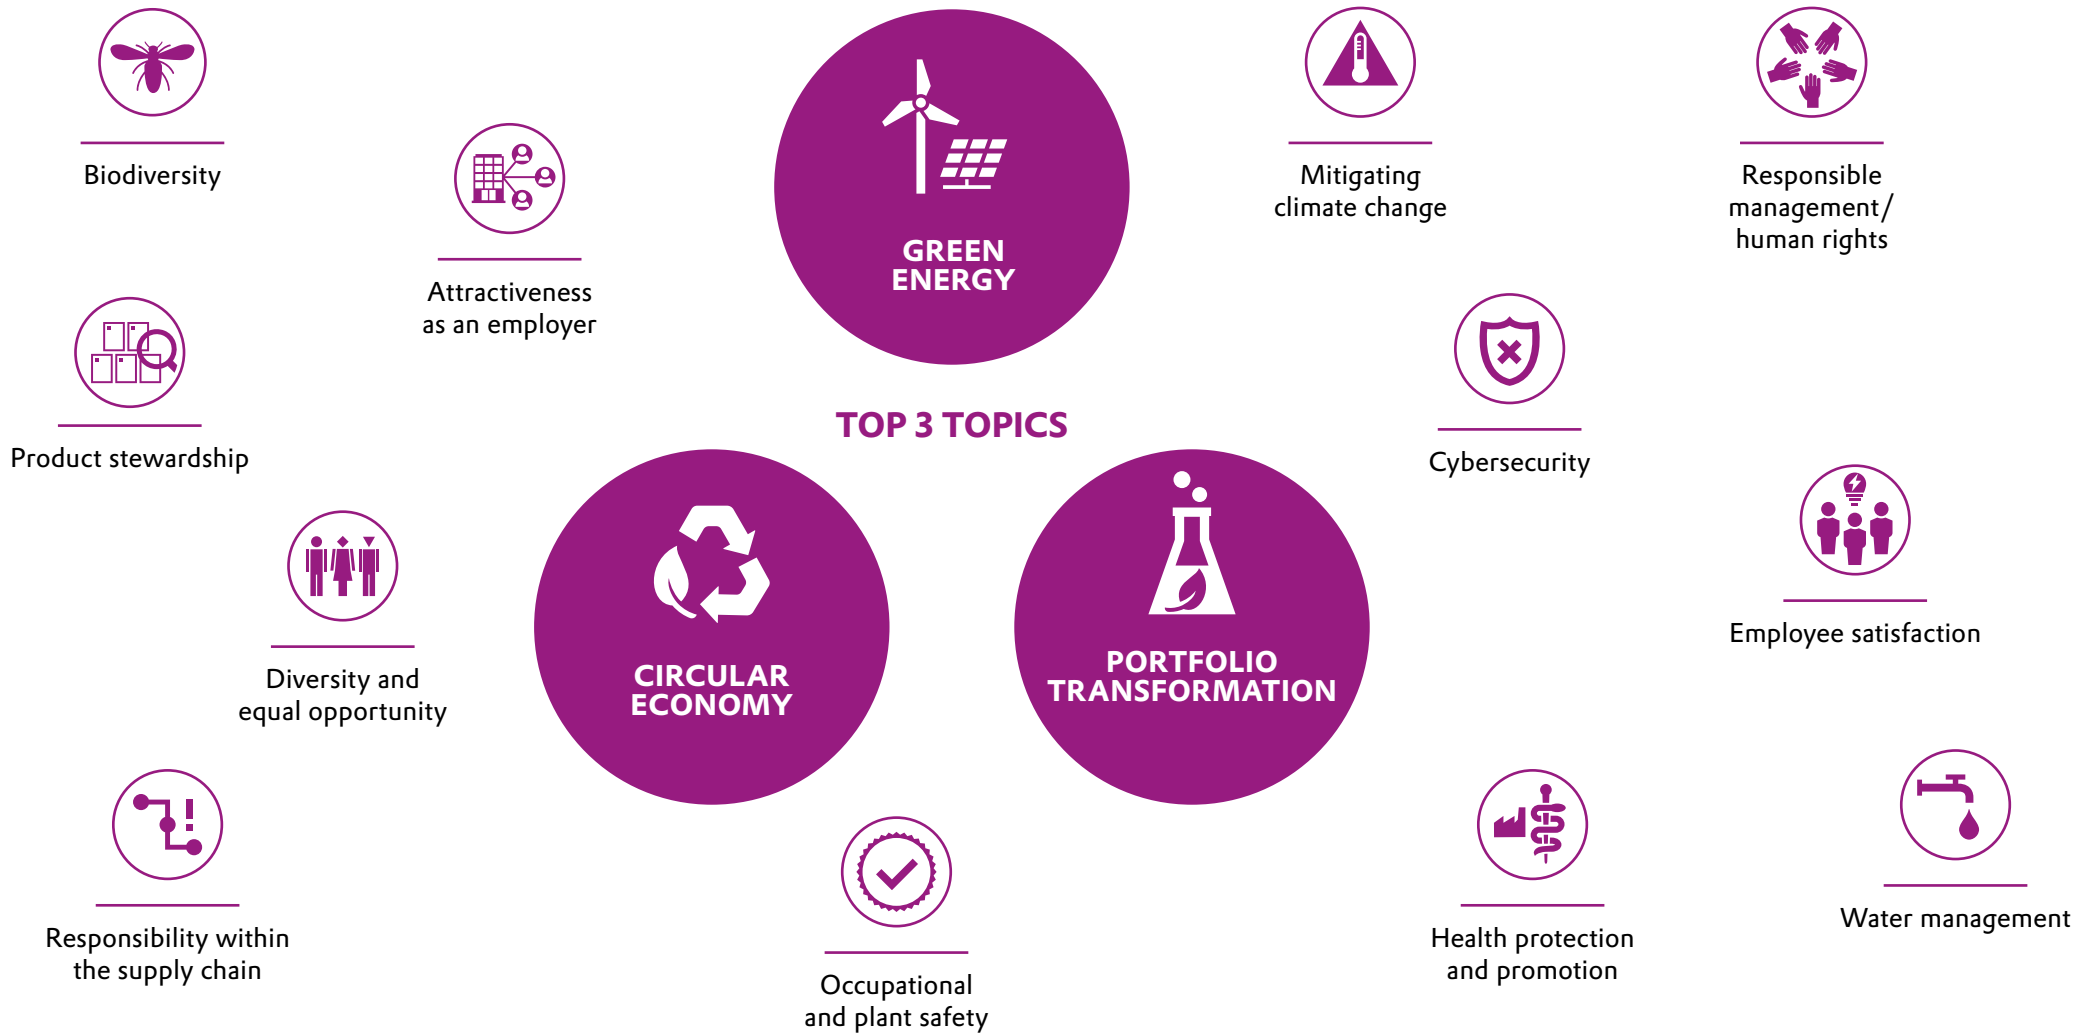 Biodiversity
Attractiveness
as an employer
GREEN
ENERGY
Mitigating
climate change
Responsible
management/
human rights
Product stewardship
TOP 3 TOPICS
Cybersecurity
Diversity and
equal opportunity
CIRCULAR
ECONOMY
PORTFOLIO
TRANSFORMATION
Employee satisfaction
Responsibility within
the supply chain
Occupational
and plant safety
Health protection
and promotion
Water management